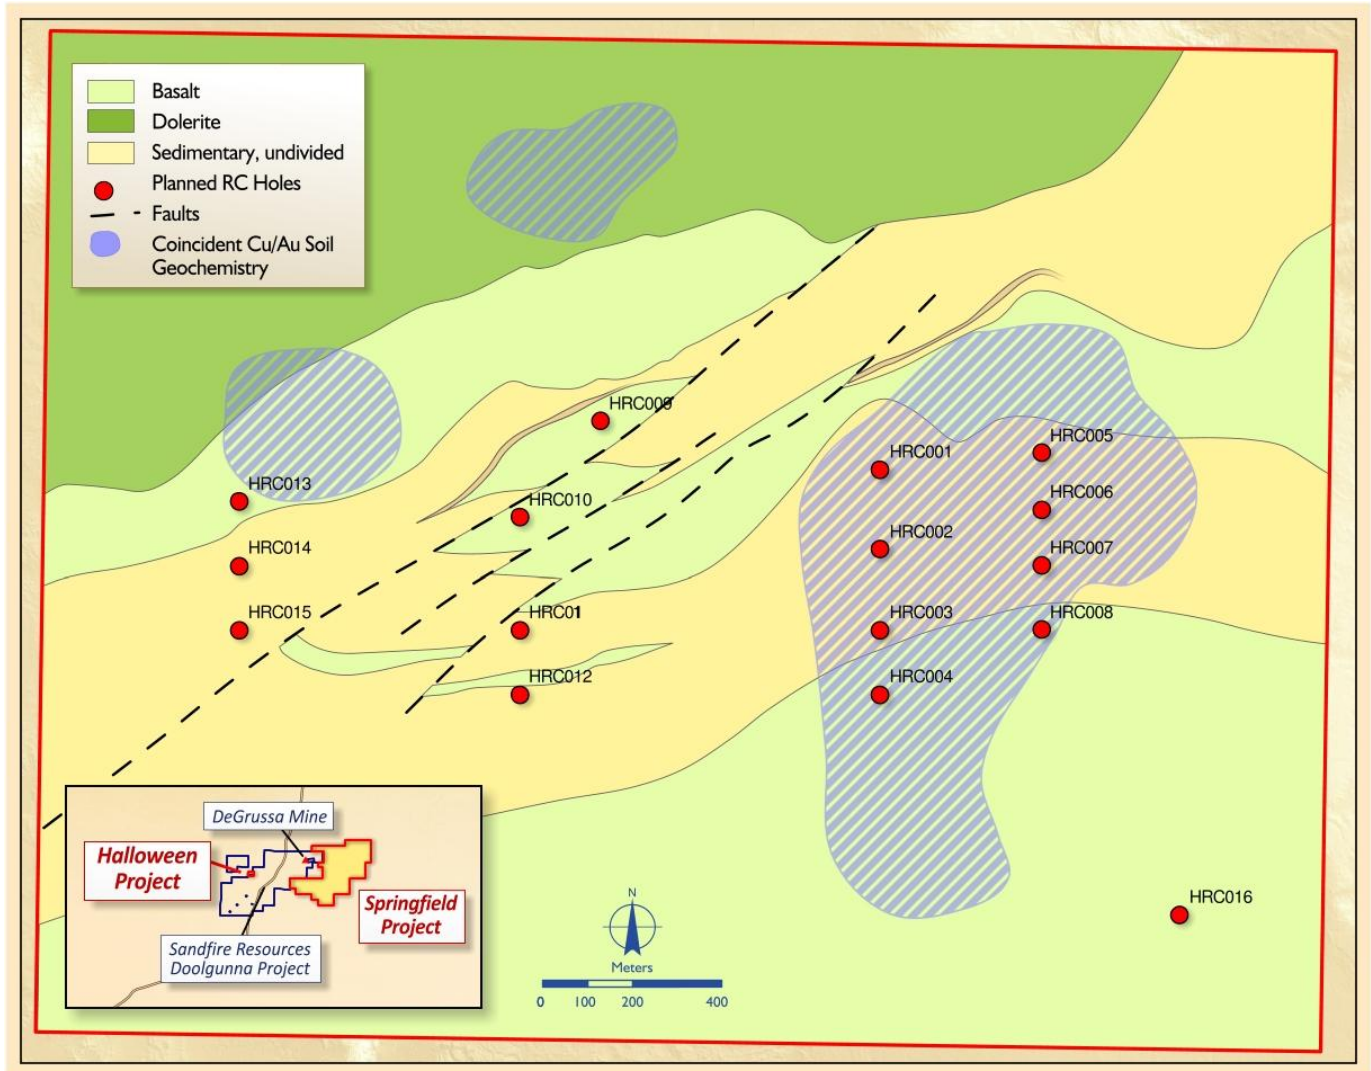 Basalt
Dolerite
Sedimentary, undivided
Planned RC Holes
Faults
Coincident Cu/Au Soil
Geochemistry
HRC009
HRC005
HRC001
HRC013
HRC006
HRC010
HRC002
HRC014
HRC007
HRC015
HRC01
HRC003
HRC008
HRC012
HRC004
DeGrussa Mine
Halloween
Project
Springfield
Project
Sandfire Resources
Doolgunna Project
HRC016
N
Meters
0 100 200 400